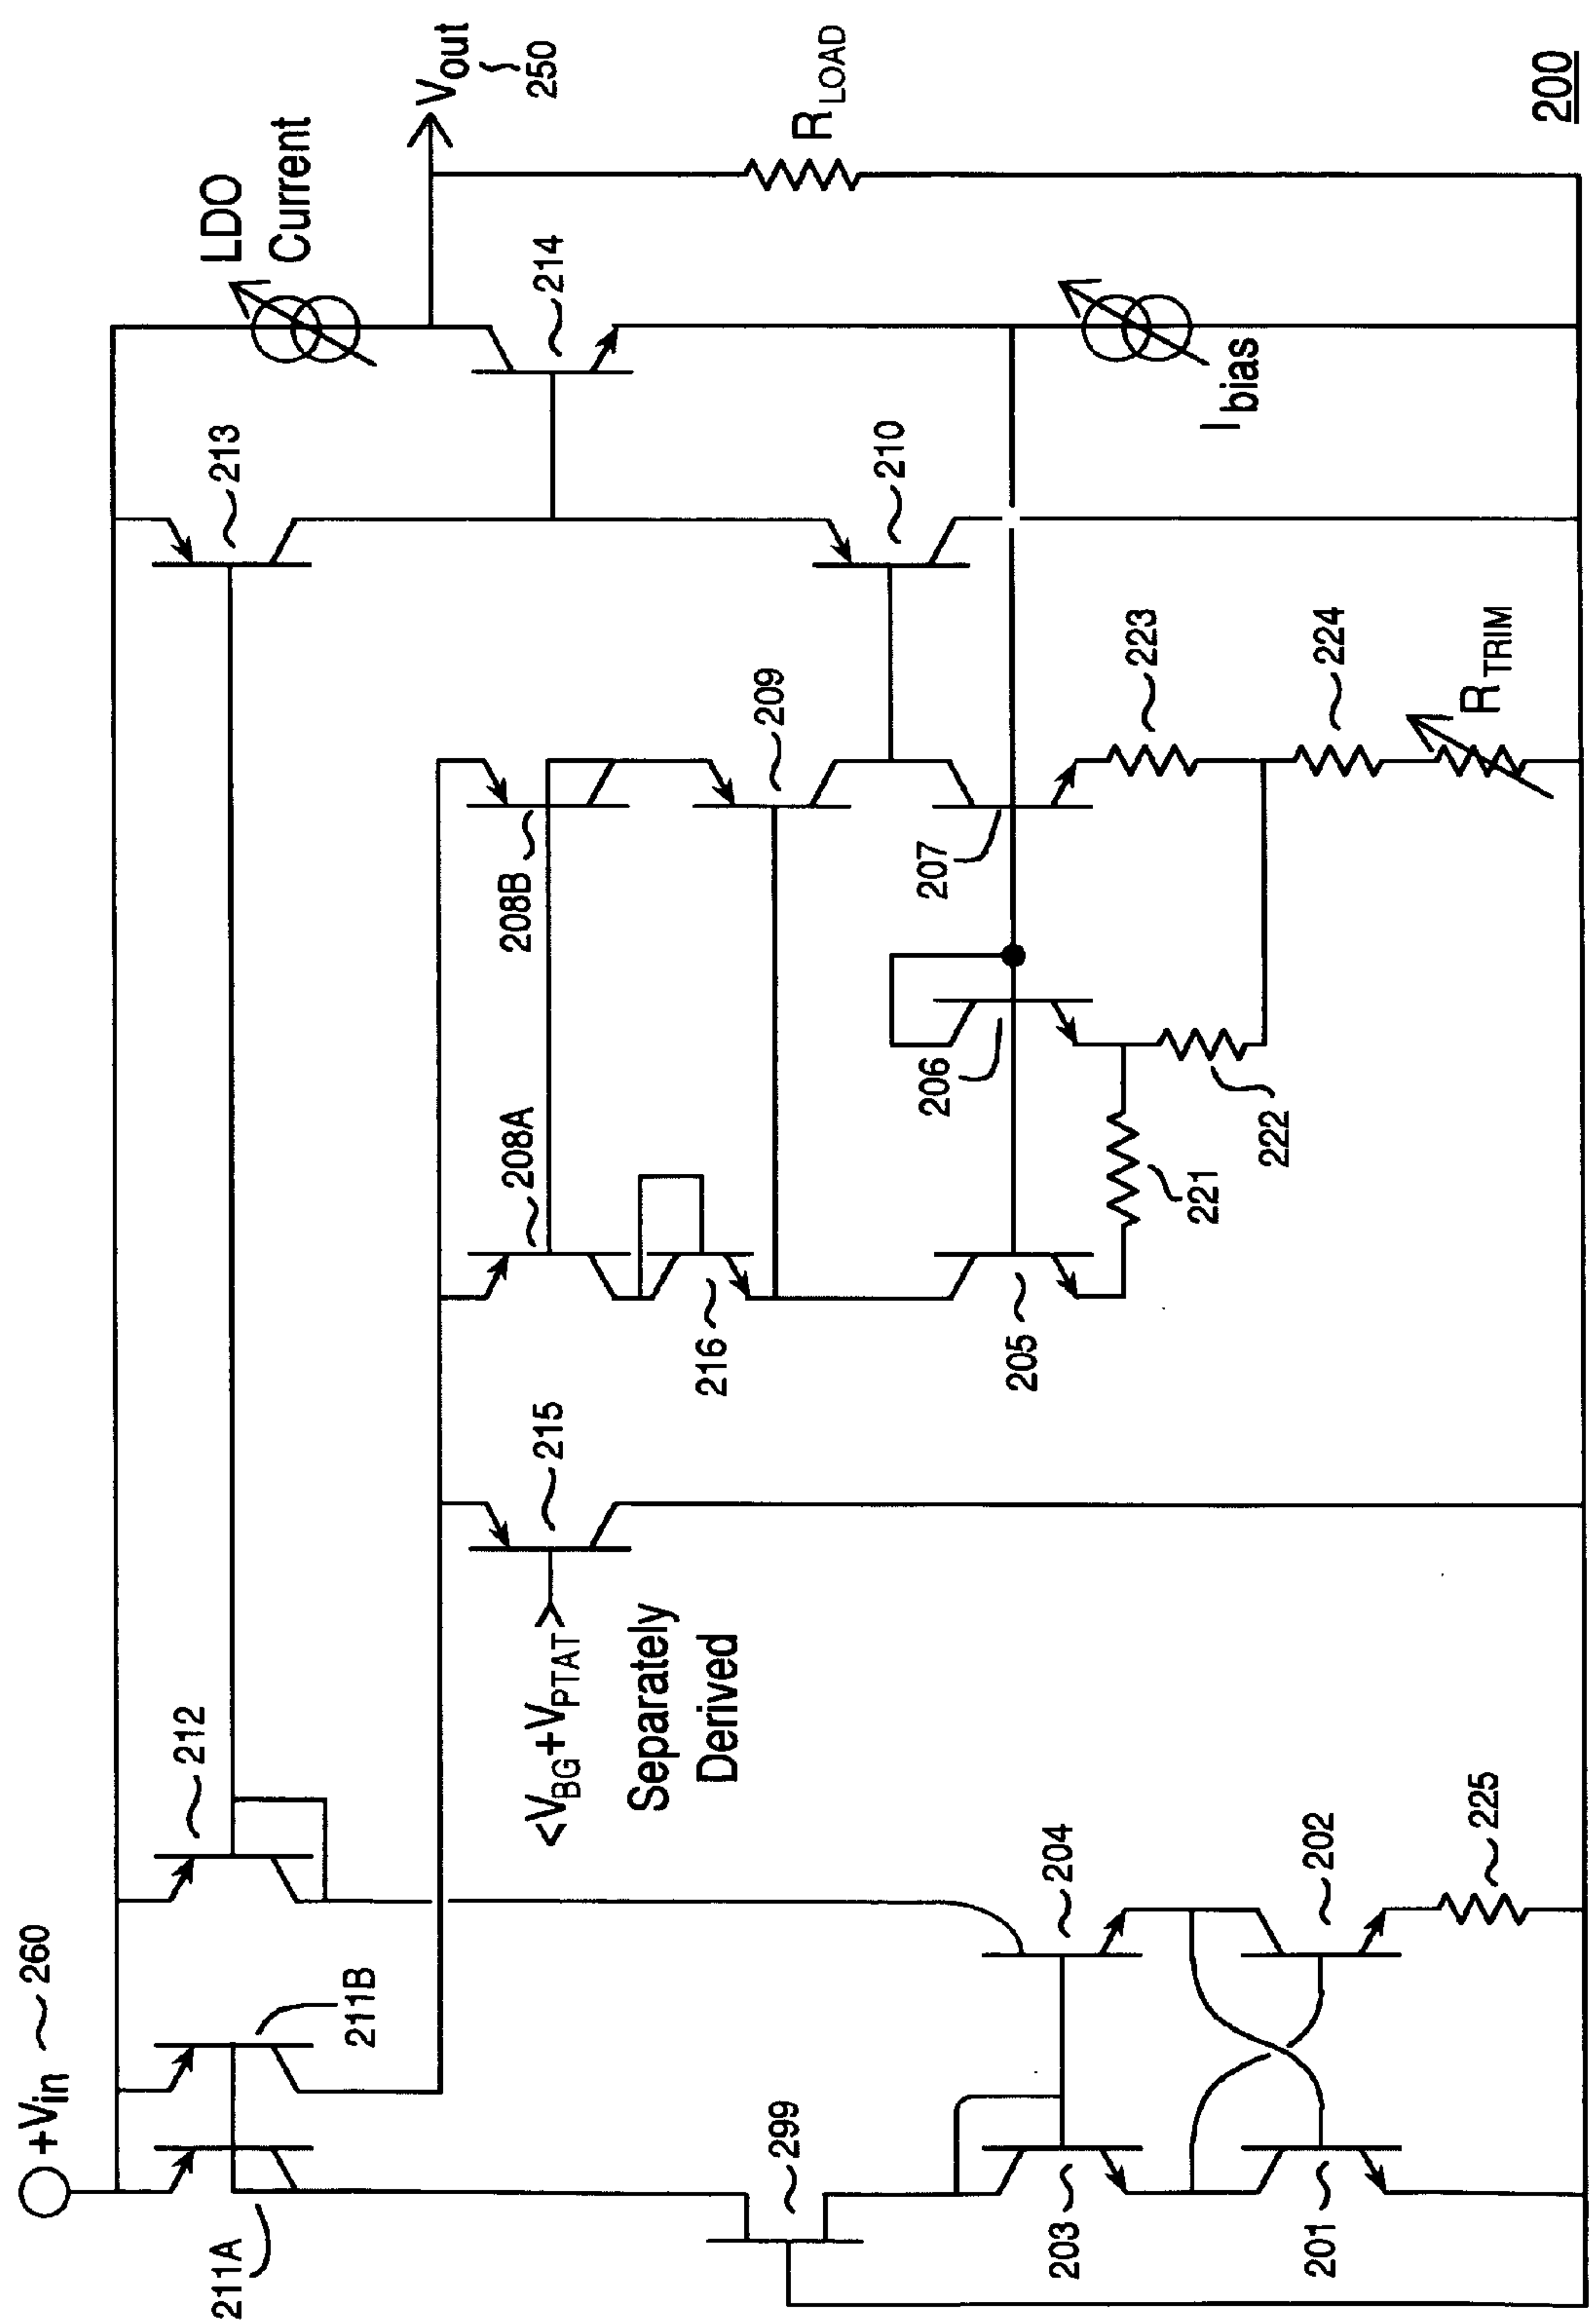 +Vin 260
211A
211B
212
213
LDO
Current
Vout
250
214
<VBG+VPTAT>
Separately
Derived
215
208A
208B
216
209
210
RLOAD
299
203
204
205
206
207
Ibias
201
202
225
221
222
223
224
RTRIM
200